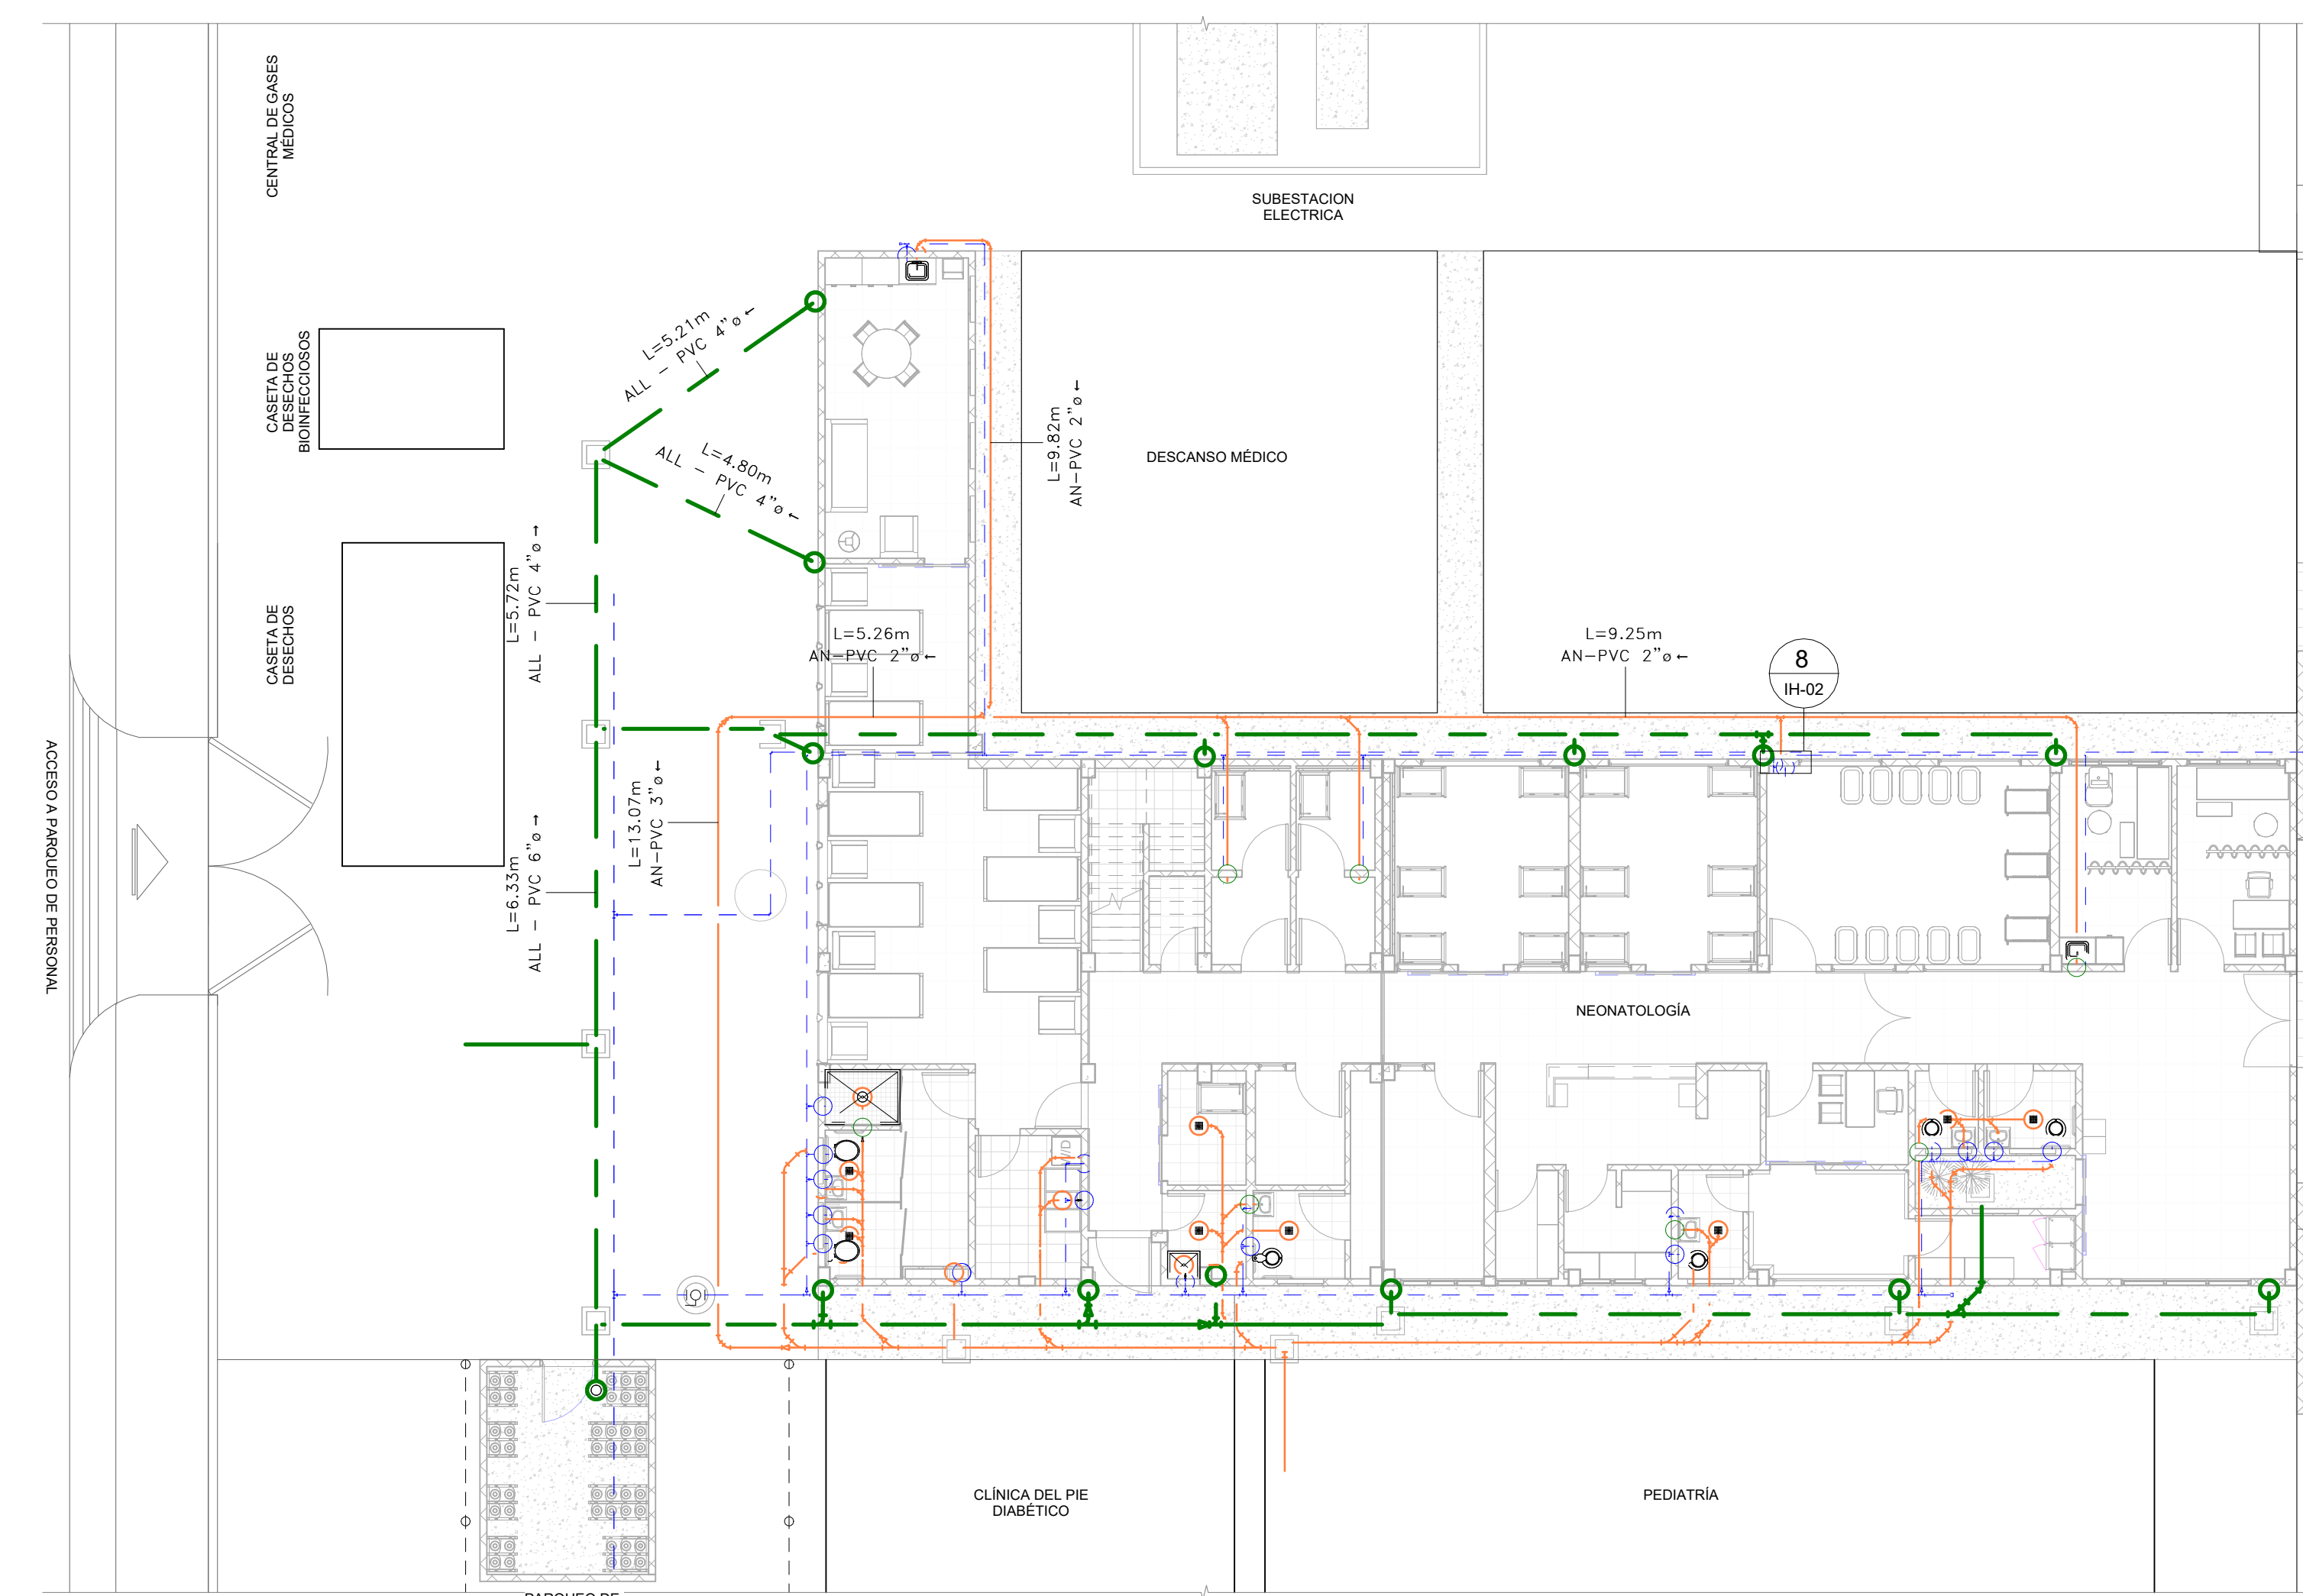 CENTRAL DE GASES
MÉDICOS
SUBESTACION
ELECTRICA
CASETA DE
DESECHOS
BIOINFECCIOSOS
L=5.21m
ALL - PVC 4"ø ←
L=4.80m
ALL - PVC 4"ø ←
L=9.82m
AN-PVC 2"ø ←
DESCANSO MÉDICO
CASETA DE
DESECHOS
L=5.72m
ALL - PVC 4"ø →
L=5.26m
AN-PVC 2"ø ←
L=9.25m
AN-PVC 2"ø ←
8
IH-02
ACCESO A PARQUEO DE PERSONAL
L=6.33m
ALL - PVC 6"ø →
L=13.07m
AN-PVC 3"ø ←
NEONATOLOGÍA
W/D
CLÍNICA DEL PIE
DIABÉTICO
PEDIATRÍA
PARQUEO DE